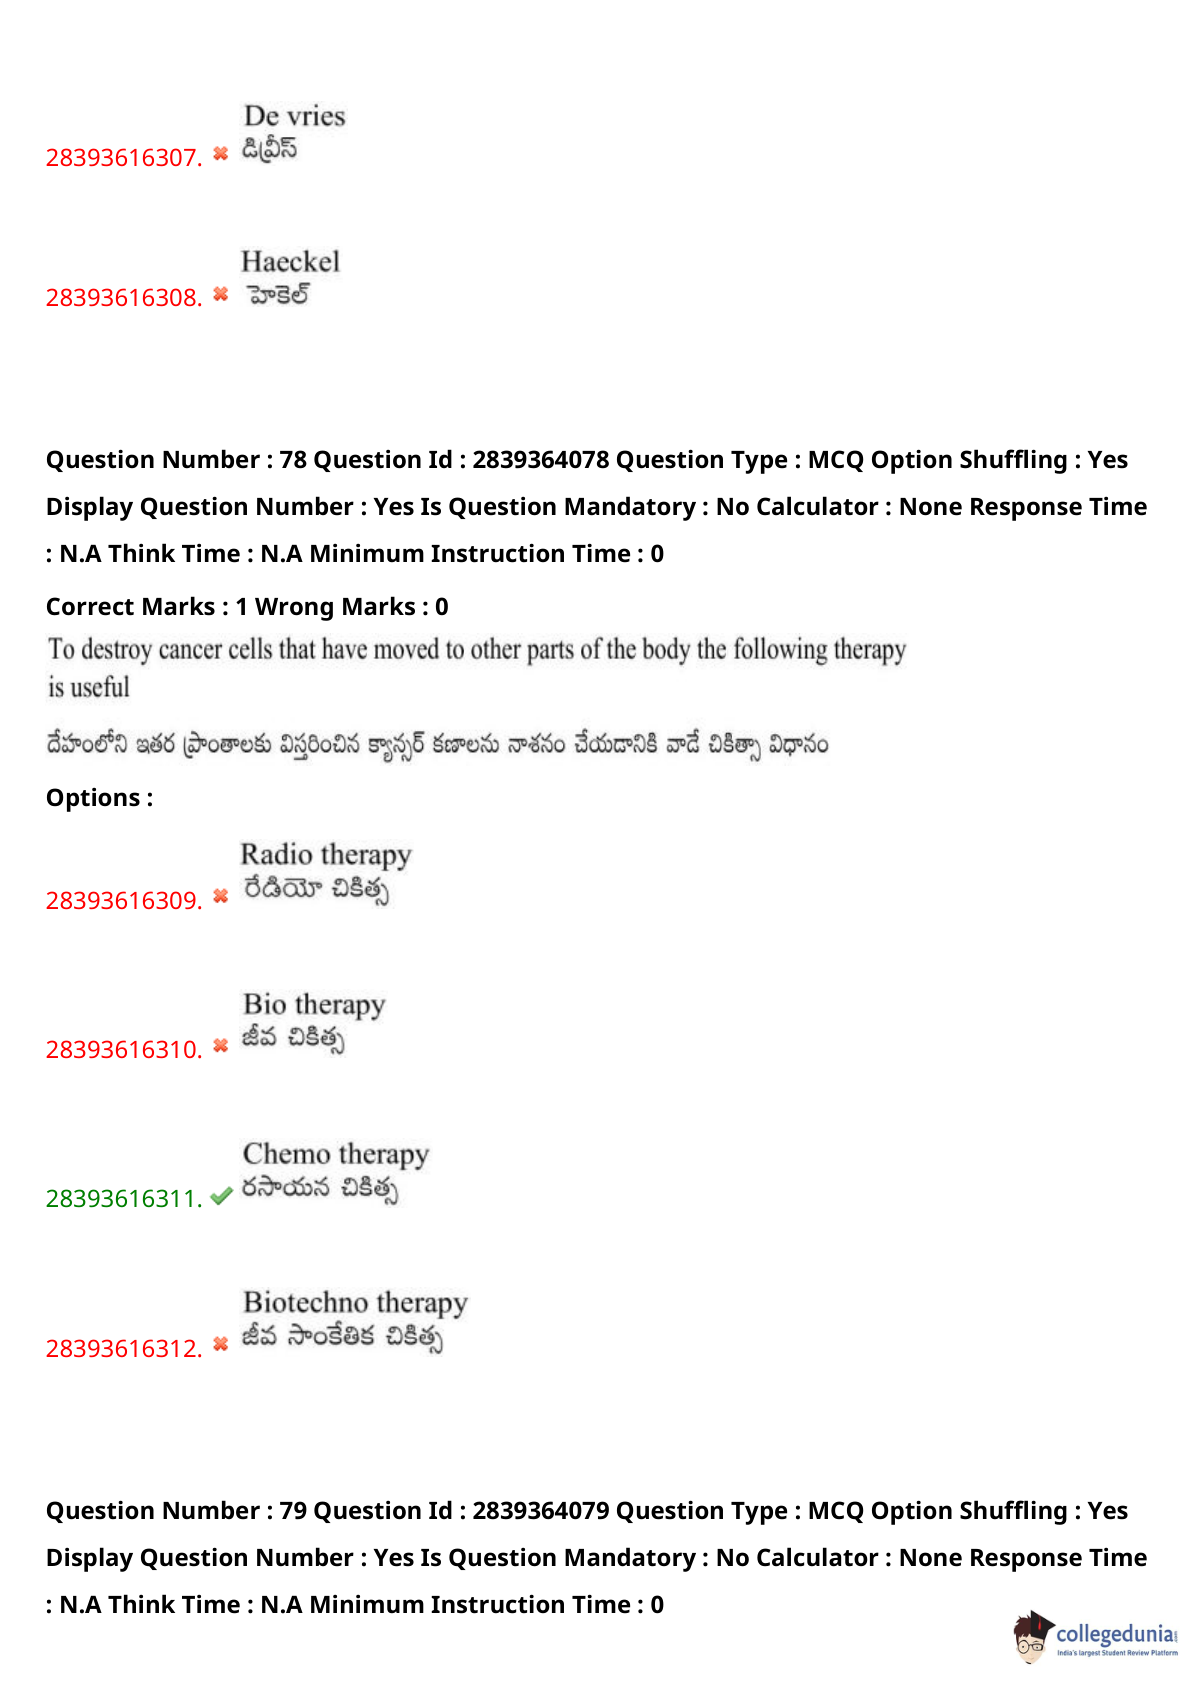 De vries
28393616307. డివ్రీస్
Haeckel
28393616308. హెకెల్
Question Number : 78 Question Id : 2839364078 Question Type : MCQ Option Shuffling : Yes
Display Question Number : Yes Is Question Mandatory : No Calculator : None Response Time
: N.A Think Time : N.A Minimum Instruction Time : 0
Correct Marks : 1 Wrong Marks : 0
To destroy cancer cells that have moved to other parts of the body the following therapy
is useful
దేహంలోని ఇతర ప్రాంతాలకు విస్తరించిన క్యాన్సర్ కణాలను నాశనం చేయడానికి వాడే చికిత్సా విధానం
Options :
Radio therapy
28393616309. రేడియో చికిత్స
Bio therapy
28393616310. జీవ చికిత్స
Chemo therapy
28393616311. రసాయన చికిత్స
Biotechno therapy
28393616312. జీవ సాంకేతిక చికిత్స
Question Number : 79 Question Id : 2839364079 Question Type : MCQ Option Shuffling : Yes
Display Question Number : Yes Is Question Mandatory : No Calculator : None Response Time
: N.A Think Time : N.A Minimum Instruction Time : 0
collegedunia
India's largest Student Review Platform